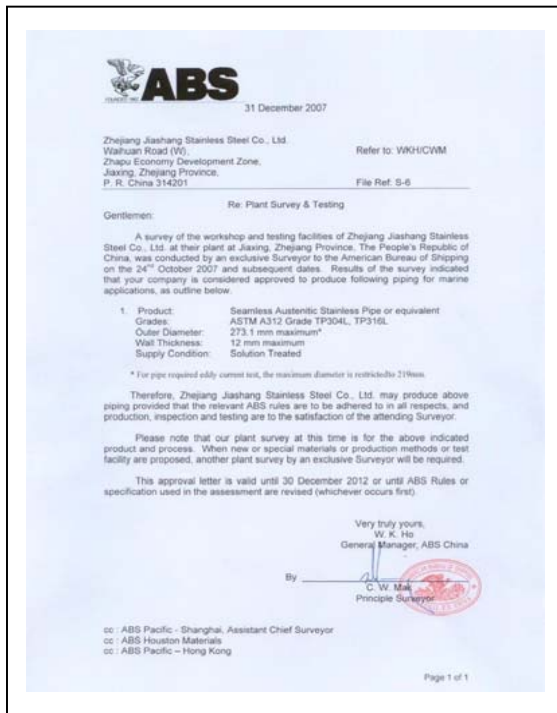 ABS
FOUNDED 1862
31 December 2007
Zhejiang Jiashang Stainless Steel Co., Ltd.
Waihuan Road (W),
Refer to: WKH/CWM
Zhapu Economy Development Zone,
Jiaxing, Zhejiang Province,
P. R. China 314201
File Ref: S-6
Re: Plant Survey & Testing
Gentlemen:
A survey of the workshop and testing facilities of Zhejiang Jiashang Stainless
Steel Co., Ltd. at their plant at Jiaxing, Zhejiang Province, The People's Republic of
China, was conducted by an exclusive Surveyor to the American Bureau of Shipping
on the 24th October 2007 and subsequent dates. Results of the survey indicated
that your company is considered approved to produce following piping for marine
applications, as outline below.
1. Product: Seamless Austenitic Stainless Pipe or equivalent
Grades: ASTM A312 Grade TP304L, TP316L
Outer Diameter: 273.1 mm maximum*
Wall Thickness: 12 mm maximum
Supply Condition: Solution Treated
* For pipe required eddy current test, the maximum diameter is restricted to 219mm.
Therefore, Zhejiang Jiashang Stainless Steel Co., Ltd. may produce above
piping provided that the relevant ABS rules are to be adhered to in all respects, and
production, inspection and testing are to the satisfaction of the attending Surveyor.
Please note that our plant survey at this time is for the above indicated
product and process. When new or special materials or production methods or test
facility are proposed, another plant survey by an exclusive Surveyor will be required.
This approval letter is valid until 30 December 2012 or until ABS Rules or
specification used in the assessment are revised (whichever occurs first).
Very truly yours,
W. K. Ho
General Manager, ABS China
By
C. W. Mak
Principle Surveyor
cc : ABS Pacific - Shanghai, Assistant Chief Surveyor
cc : ABS Houston Materials
cc : ABS Pacific – Hong Kong
Page 1 of 1